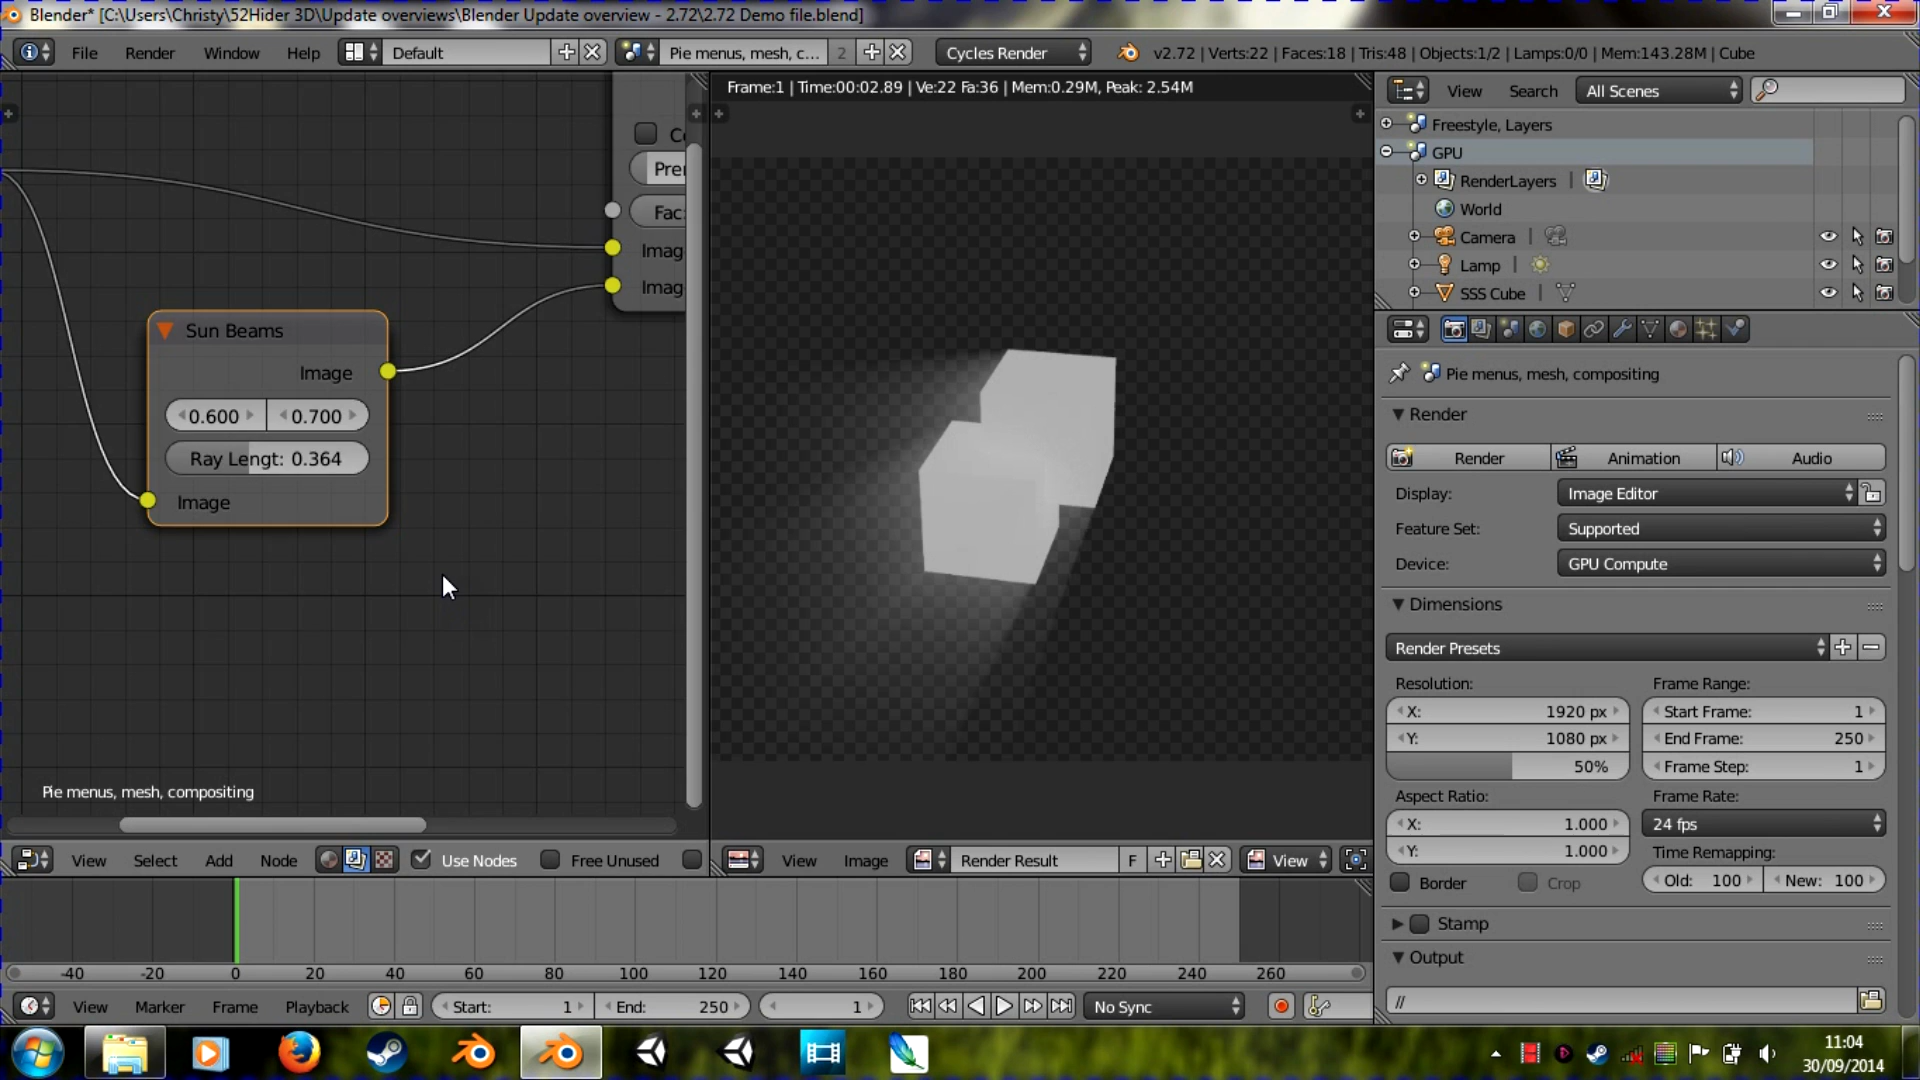 Blender* [C:\Users\Christy\52Hider 3D\Update overviews\Blender Update overview - 2.72\2.72 Demo file.blend]
File Render Window Help Default Pie menus, mesh, c... 2 Cycles Render v2.72 | Verts:22 | Faces:18 | Tris:48 | Objects:1/2 | Lamps:0/0 | Mem:143.28M | Cube
Frame:1 | Time:00:02.89 | Ve:22 Fa:36 | Mem:0.29M, Peak: 2.54M
View Search All Scenes
Freestyle, Layers
GPU
RenderLayers |
World
Camera |
Lamp |
SSS Cube |
Co
Pre
Fac:
Imag
Imag
Sun Beams
Image
0.600 0.700
Ray Lengt: 0.364
Image
Pie menus, mesh, compositing
View Select Add Node Use Nodes Free Unused
View Image Render Result F View
Pie menus, mesh, compositing
Render
Render Animation Audio
Display: Image Editor
Feature Set: Supported
Device: GPU Compute
Dimensions
Render Presets
Resolution: Frame Range:
X: 1920 px Start Frame: 1
Y: 1080 px End Frame: 250
50% Frame Step: 1
Aspect Ratio: Frame Rate:
X: 1.000 24 fps
Y: 1.000 Time Remapping:
Border Crop Old: 100 New: 100
Stamp
Output
//
-40 -20 0 20 40 60 80 100 120 140 160 180 200 220 240 260
View Marker Frame Playback Start: 1 End: 250 1 No Sync
11:04
30/09/2014